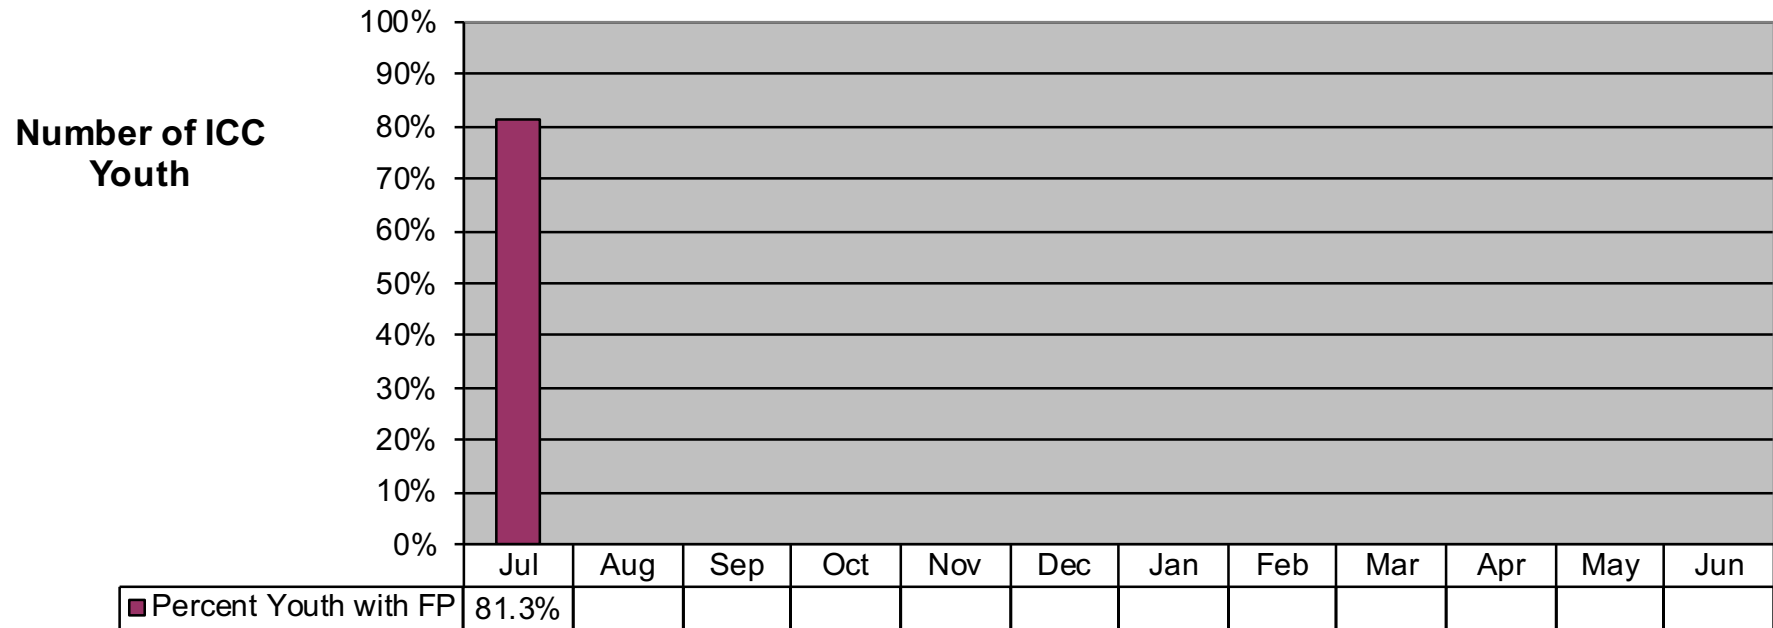 Number of ICC
Youth
100%
90%
80%
70%
60%
50%
40%
30%
20%
10%
0%
Jul Aug Sep Oct Nov Dec Jan Feb Mar Apr May Jun
Percent Youth with FP 81.3%